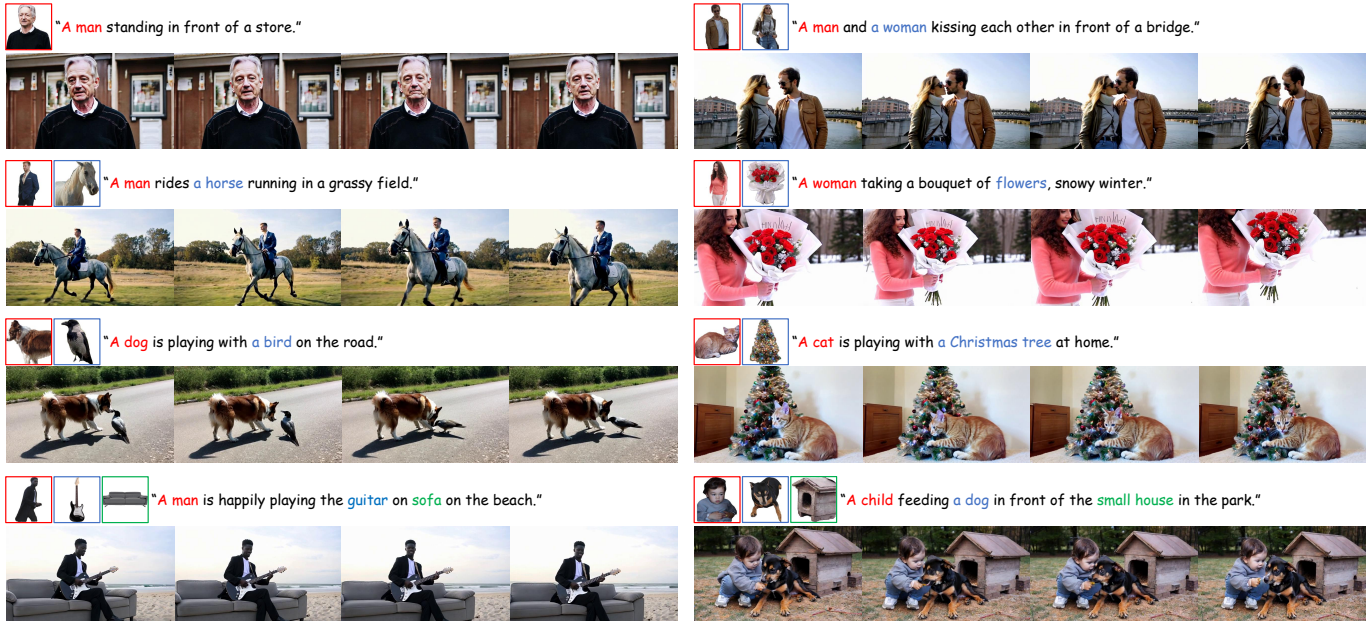 “A man standing in front of a store.”
“A man and a woman kissing each other in front of a bridge.”
“A man rides a horse running in a grassy field.”
“A woman taking a bouquet of flowers, snowy winter.”
“A dog is playing with a bird on the road.”
“A cat is playing with a Christmas tree at home.”
“A man is happily playing the guitar on sofa on the beach.”
“A child feeding a dog in front of the small house in the park.”